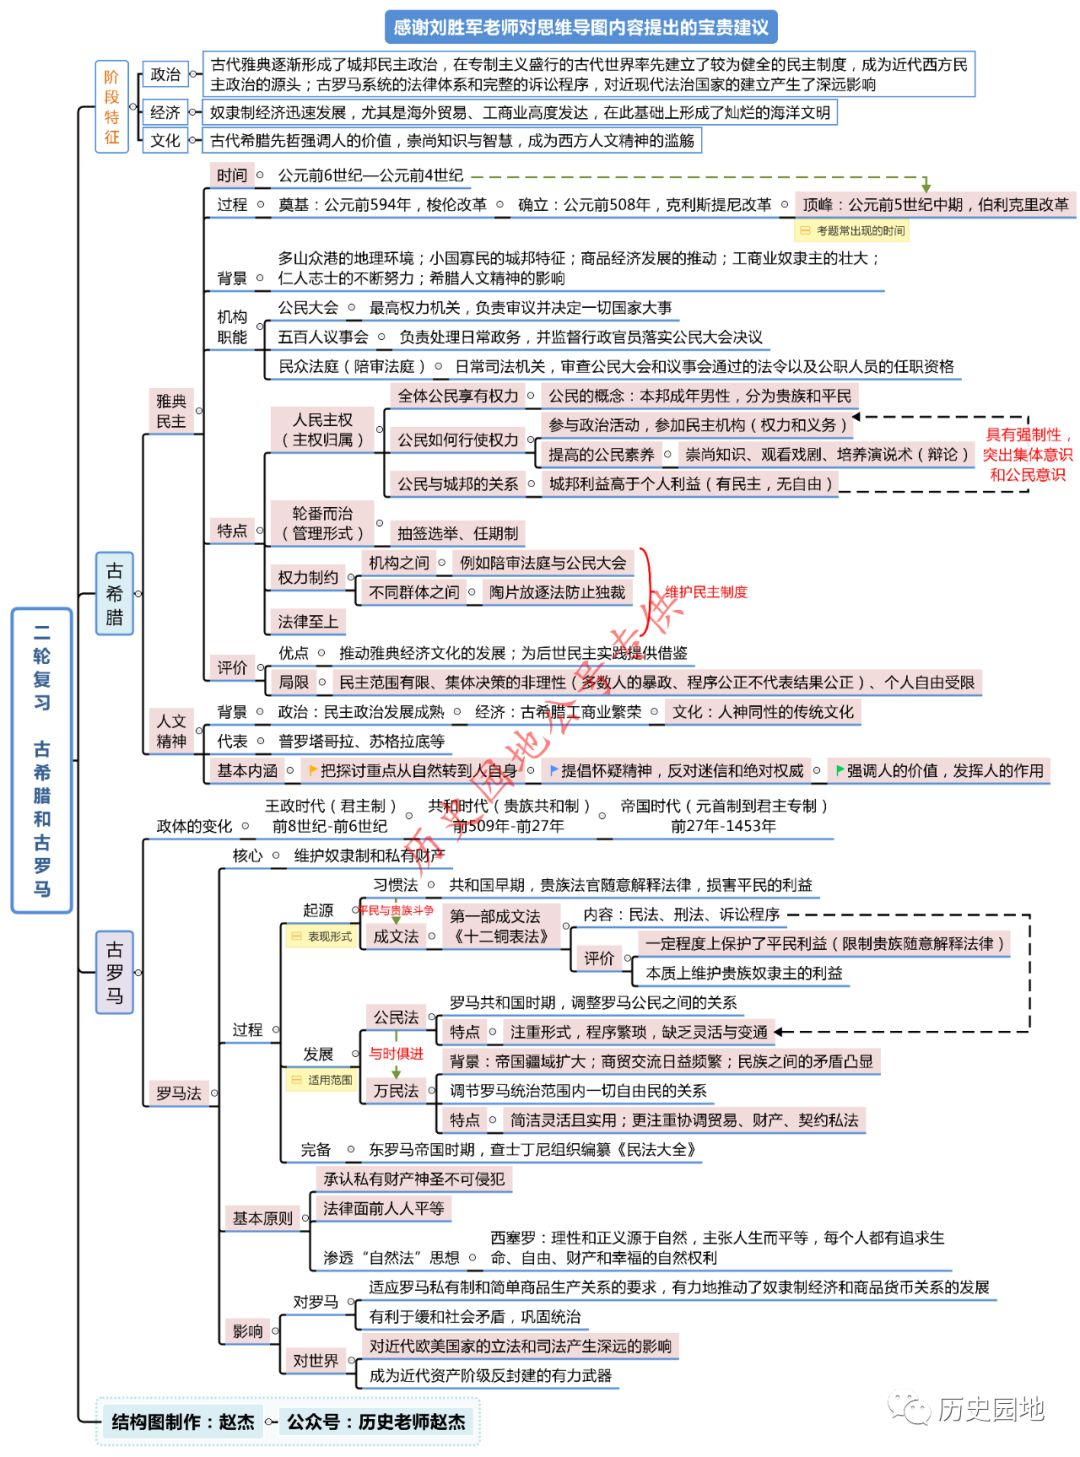 感谢刘胜军老师对思维导图内容提出的宝贵建议
二轮复习 古希腊和古罗马
阶段特征
政治
古代雅典逐渐形成了城邦民主政治，在专制主义盛行的古代世界率先建立了较为健全的民主制度，成为近代西方民
主政治的源头；古罗马系统的法律体系和完整的诉讼程序，对近现代法治国家的建立产生了深远影响
经济
奴隶制经济迅速发展，尤其是海外贸易、工商业高度发达，在此基础上形成了灿烂的海洋文明
文化
古代希腊先哲强调人的价值，崇尚知识与智慧，成为西方人文精神的滥觞
古希腊
雅典
民主
时间
公元前6世纪—公元前4世纪
过程
奠基：公元前594年，梭伦改革
确立：公元前508年，克利斯提尼改革
顶峰：公元前5世纪中期，伯利克里改革
考题常出现的时间
背景
多山众港的地理环境；小国寡民的城邦特征；商品经济发展的推动；工商业奴隶主的壮大；
仁人志士的不断努力；希腊人文精神的影响
机构
职能
公民大会
最高权力机关，负责审议并决定一切国家大事
五百人议事会
负责处理日常政务，并监督行政官员落实公民大会决议
民众法庭（陪审法庭）
日常司法机关，审查公民大会和议事会通过的法令以及公职人员的任职资格
特点
人民主权
（主权归属）
全体公民享有权力
公民的概念：本邦成年男性，分为贵族和平民
公民如何行使权力
参与政治活动，参加民主机构（权力和义务）
提高的公民素养
崇尚知识、观看戏剧、培养演说术（辩论）
公民与城邦的关系
城邦利益高于个人利益（有民主，无自由）
具有强制性，
突出集体意识
和公民意识
轮番而治
（管理形式）
抽签选举、任期制
权力制约
机构之间
例如陪审法庭与公民大会
不同群体之间
陶片放逐法防止独裁
法律至上
维护民主制度
评价
优点
推动雅典经济文化的发展；为后世民主实践提供借鉴
局限
民主范围有限、集体决策的非理性（多数人的暴政、程序公正不代表结果公正）、个人自由受限
人文
精神
背景
政治：民主政治发展成熟
经济：古希腊工商业繁荣
文化：人神同性的传统文化
代表
普罗塔哥拉、苏格拉底等
基本内涵
把探讨重点从自然转到人自身
提倡怀疑精神，反对迷信和绝对权威
强调人的价值，发挥人的作用
古罗马
政体的变化
王政时代（君主制）
前8世纪-前6世纪
共和时代（贵族共和制）
前509年-前27年
帝国时代（元首制到君主专制）
前27年-1453年
罗马法
核心
维护奴隶制和私有财产
过程
起源
表现形式
习惯法
共和国早期，贵族法官随意解释法律，损害平民的利益
平民与贵族斗争
成文法
第一部成文法
《十二铜表法》
内容：民法、刑法、诉讼程序
评价
一定程度上保护了平民利益（限制贵族随意解释法律）
本质上维护贵族奴隶主的利益
发展
适用范围
公民法
罗马共和国时期，调整罗马公民之间的关系
特点
注重形式，程序繁琐，缺乏灵活与变通
与时俱进
万民法
背景：帝国疆域扩大；商贸交流日益频繁；民族之间的矛盾凸显
调节罗马统治范围内一切自由民的关系
特点
简洁灵活且实用；更注重协调贸易、财产、契约私法
完备
东罗马帝国时期，查士丁尼组织编纂《民法大全》
基本原则
承认私有财产神圣不可侵犯
法律面前人人平等
渗透“自然法”思想
西塞罗：理性和正义源于自然，主张人生而平等，每个人都有追求生
命、自由、财产和幸福的自然权利
影响
对罗马
适应罗马私有制和简单商品生产关系的要求，有力地推动了奴隶制经济和商品货币关系的发展
有利于缓和社会矛盾，巩固统治
对世界
对近代欧美国家的立法和司法产生深远的影响
成为近代资产阶级反封建的有力武器
结构图制作：赵杰
公众号：历史老师赵杰
历史园地公众号专供
历史园地